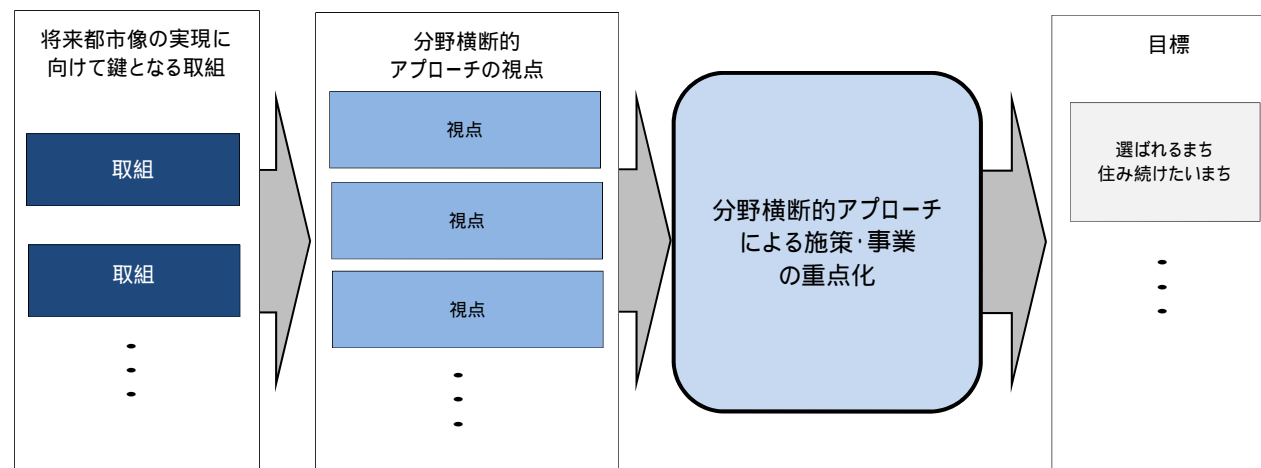 将来都市像の実現に
向けて鍵となる取組
取組
取組
分野横断的
アプローチの視点
視点
視点
視点
分野横断的アプローチ
による施策･事業
の重点化
目標
選ばれるまち
住み続けたいまち